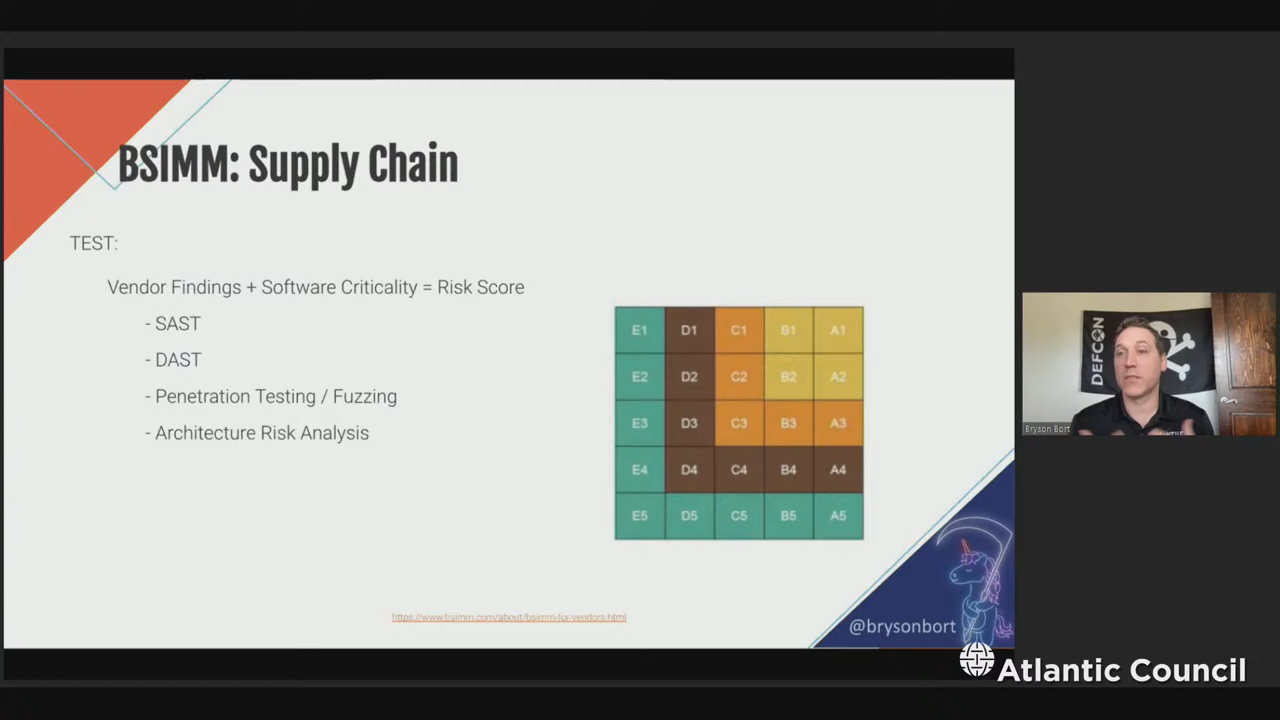 BSIMM: Supply Chain
TEST:
Vendor Findings + Software Criticality = Risk Score
- SAST
- DAST
- Penetration Testing / Fuzzing
- Architecture Risk Analysis
E1 D1 C1 B1 A1
E2 D2 C2 B2 A2
E3 D3 C3 B3 A3
E4 D4 C4 B4 A4
E5 D5 C5 B5 A5
https://www.bsimm.com/about/bsimm-for-vendors.html
@brysonbort
DEFCON
Bryson Bort
Atlantic Council